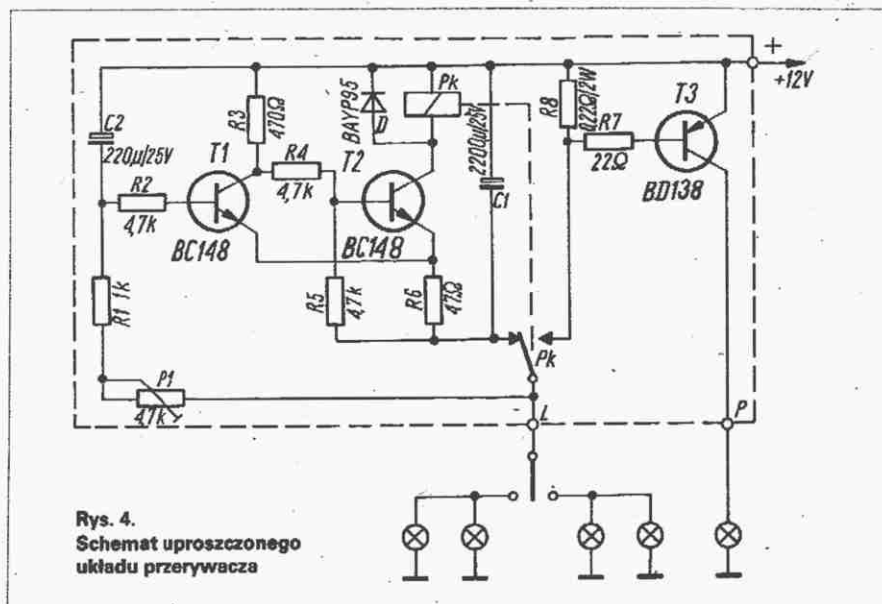 +
+12V
C2
220µ/25V
R3
470Ω
BAYP95
D
Pk
2200µ/25V
C1
R8
0,22Ω/2W
R7
22Ω
T3
BD138
T1
R2
4,7k
BC148
R4
4,7k
T2
BC148
R1 1k
R5
4,7k
R6
47Ω
Pk
P1
4,7k
L
P
Rys. 4.
Schemat uproszczonego
układu przerywacza